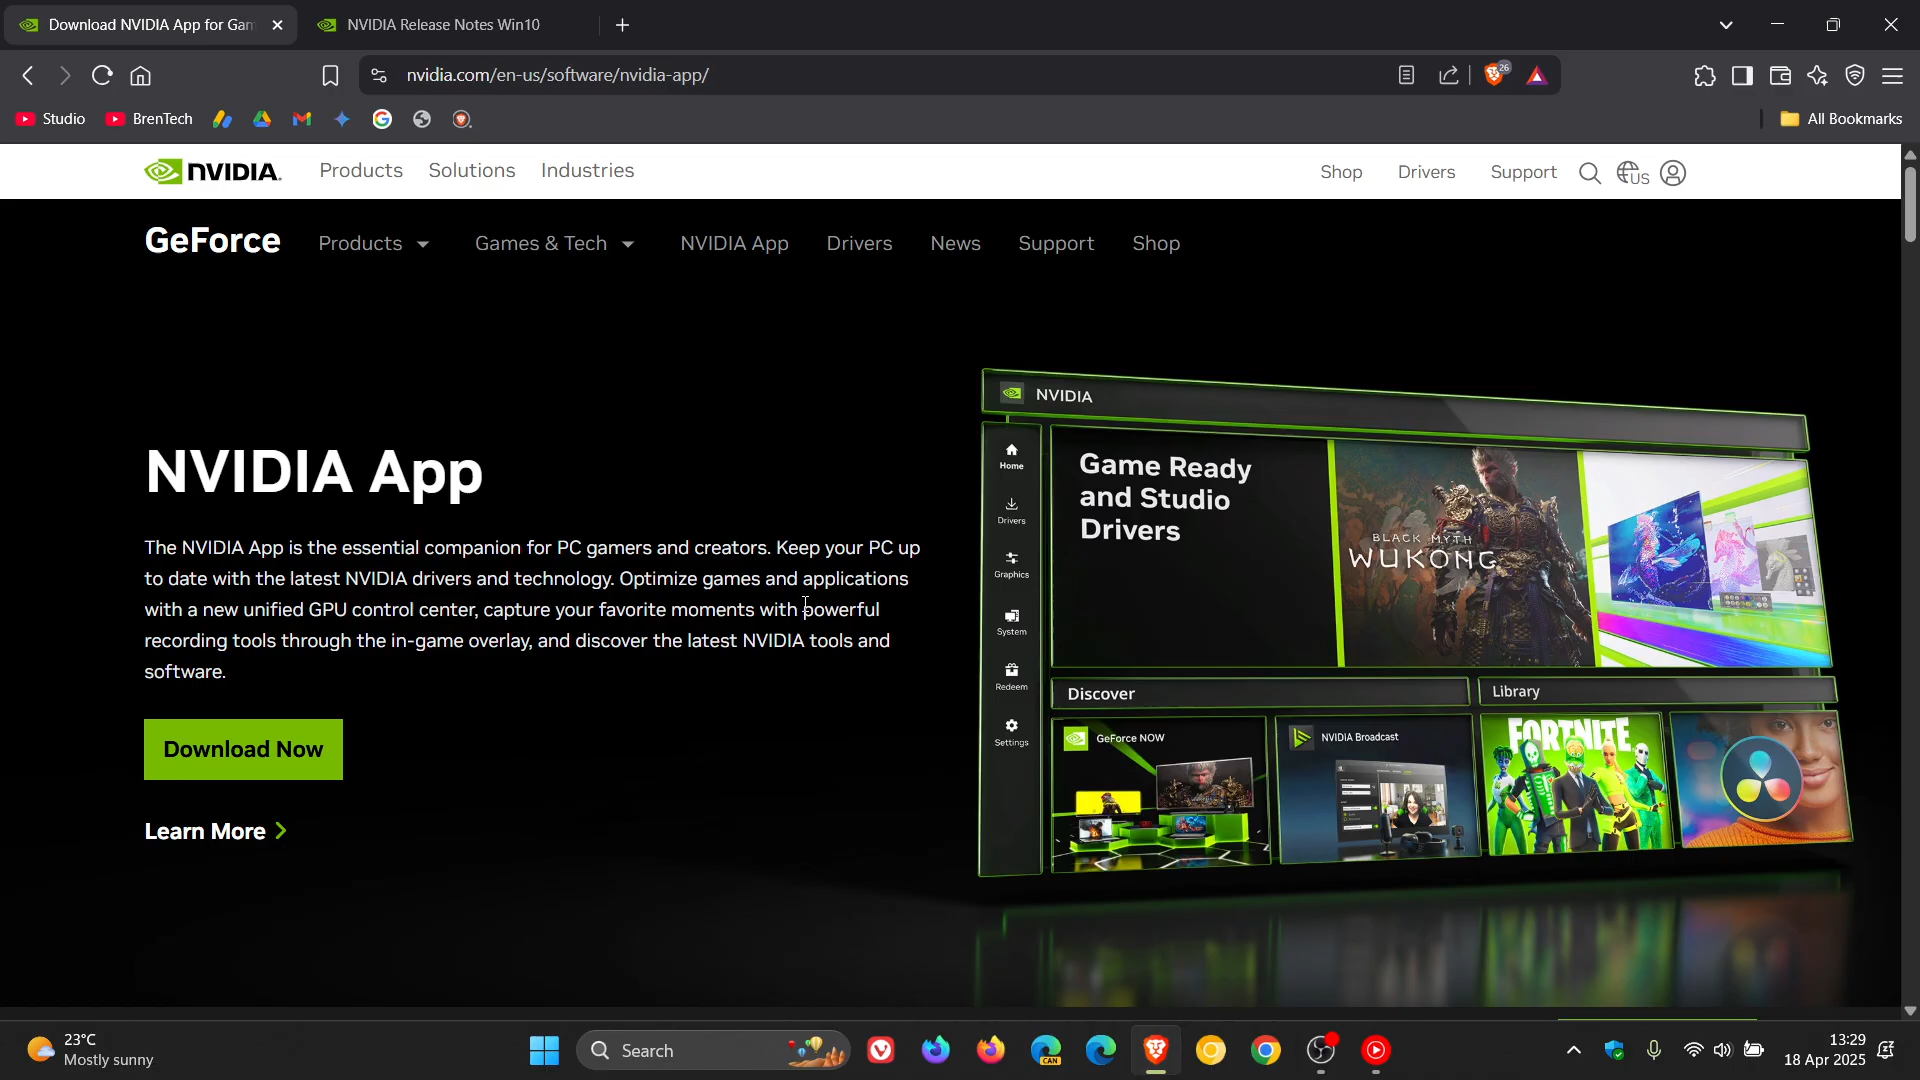 Download NVIDIA App for Gam
NVIDIA Release Notes Win10
nvidia.com/en-us/software/nvidia-app/
26
Studio
BrenTech
All Bookmarks
NVIDIA.
Products
Solutions
Industries
Shop
Drivers
Support
US
GeForce
Products
Games & Tech
NVIDIA App
Drivers
News
Support
Shop
NVIDIA App
The NVIDIA App is the essential companion for PC gamers and creators. Keep your PC up
to date with the latest NVIDIA drivers and technology. Optimize games and applications
with a new unified GPU control center, capture your favorite moments with powerful
recording tools through the in-game overlay, and discover the latest NVIDIA tools and
software.
Download Now
Learn More
NVIDIA
Home
Drivers
Graphics
System
Redeem
Settings
Game Ready
and Studio
Drivers
BLACK MYTH
WUKONG
Discover
Library
GeForce NOW
NVIDIA Broadcast
FORTNITE
23°C
Mostly sunny
Search
CAN
13:29
18 Apr 2025